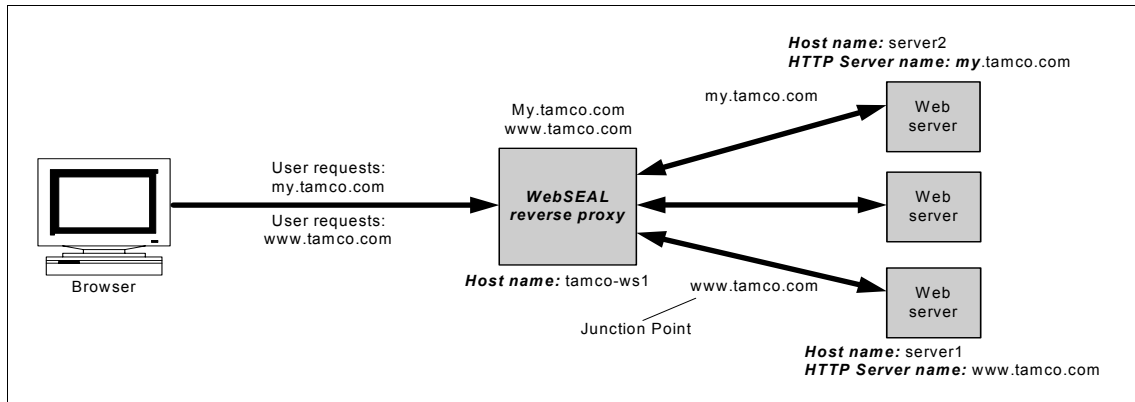 Host name: server2
HTTP Server name: my.tamco.com
my.tamco.com
Web
server
My.tamco.com
www.tamco.com
User requests:
my.tamco.com
User requests:
www.tamco.com
WebSEAL
reverse proxy
Web
server
Browser
Host name: tamco-ws1
www.tamco.com
Junction Point
Web
server
Host name: server1
HTTP Server name: www.tamco.com